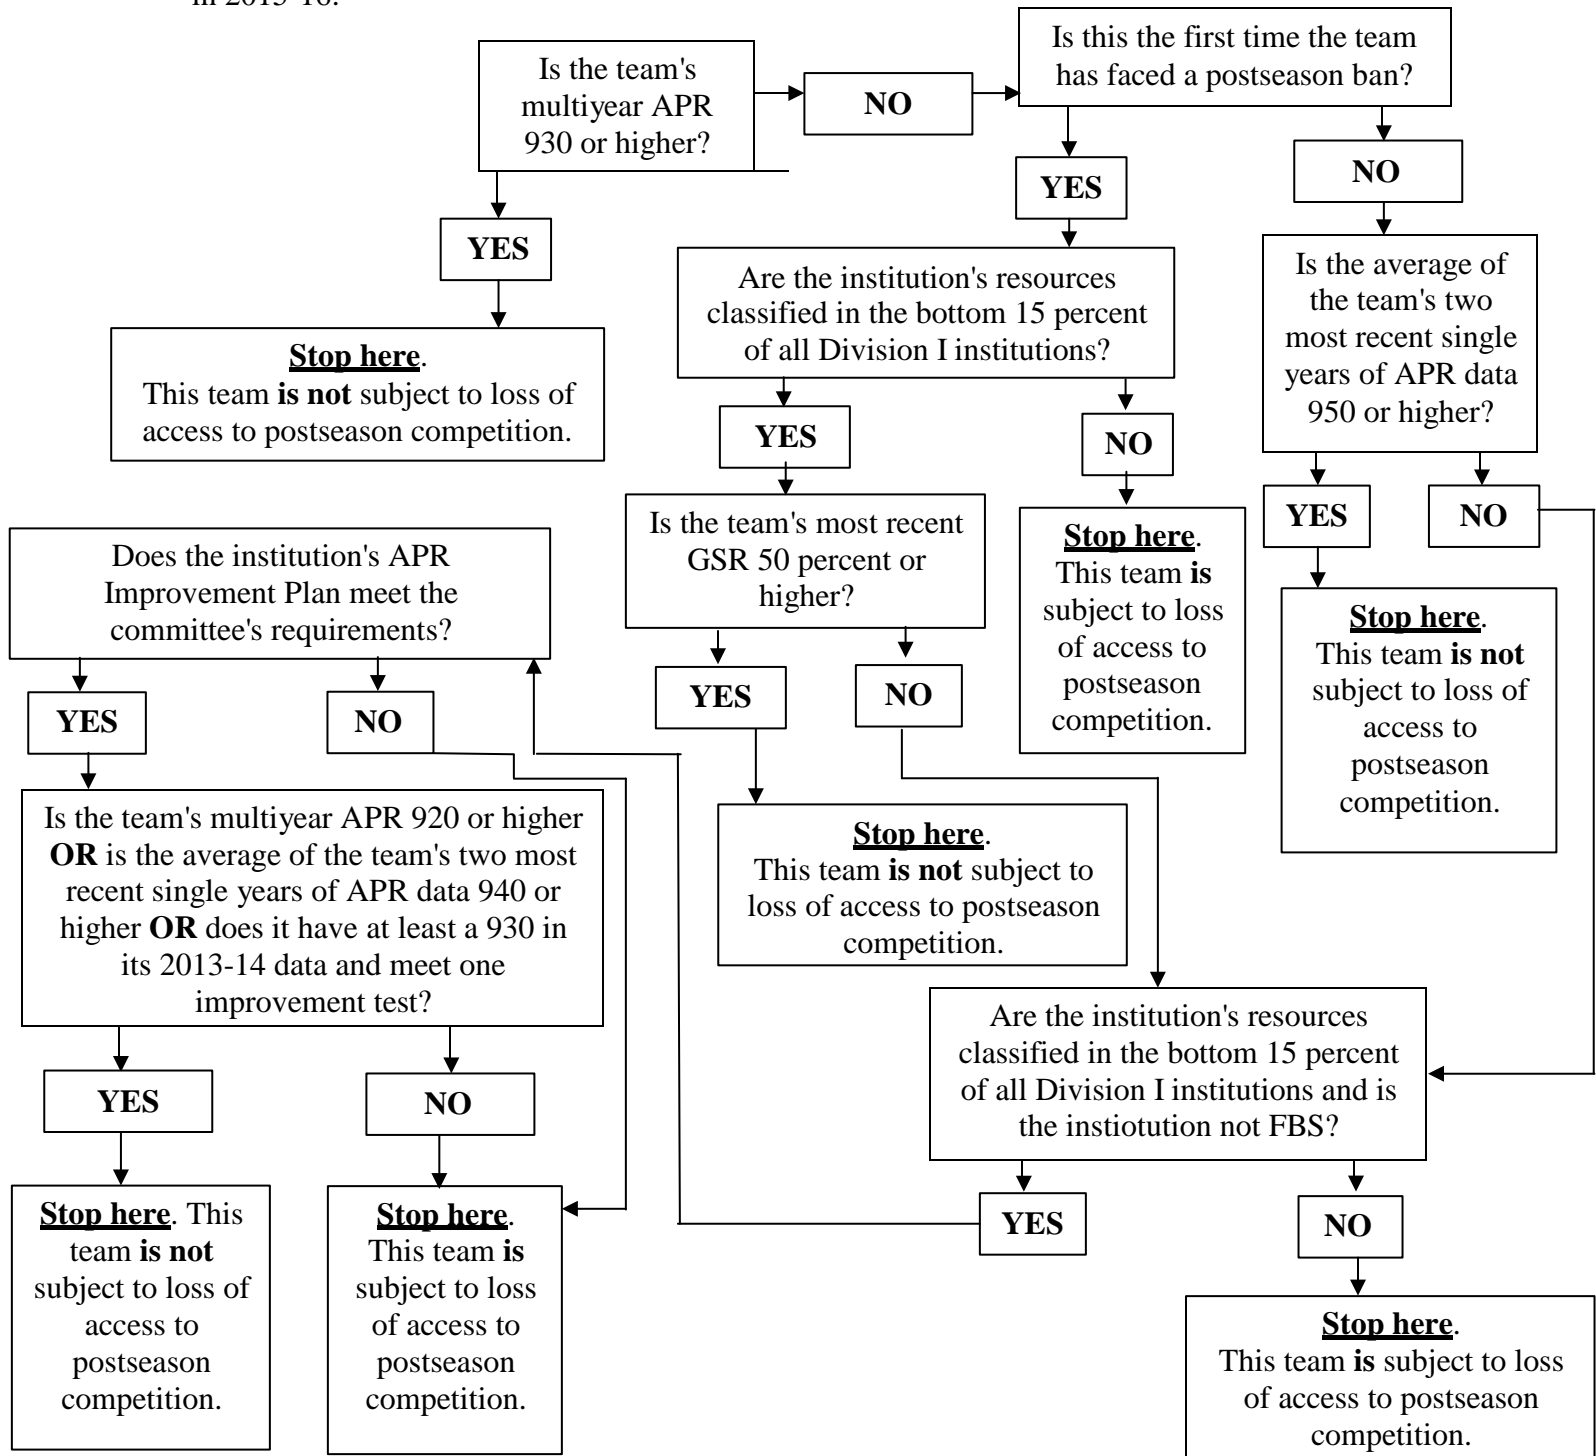 in 2015-16.
Is the team's
multiyear APR
930 or higher?
NO
Is this the first time the team
has faced a postseason ban?
YES
NO
YES
Stop here.
This team is not subject to loss of
access to postseason competition.
Are the institution's resources
classified in the bottom 15 percent
of all Division I institutions?
Is the average of
the team's two
most recent single
years of APR data
950 or higher?
YES
NO
YES
NO
Is the team's most recent
GSR 50 percent or
higher?
Stop here.
This team is
subject to loss
of access to
postseason
competition.
Stop here.
This team is not
subject to loss of
access to
postseason
competition.
Does the institution's APR
Improvement Plan meet the
committee's requirements?
YES
NO
YES
NO
Is the team's multiyear APR 920 or higher
OR is the average of the team's two most
recent single years of APR data 940 or
higher OR does it have at least a 930 in
its 2013-14 data and meet one
improvement test?
Stop here.
This team is not subject to
loss of access to postseason
competition.
Are the institution's resources
classified in the bottom 15 percent
of all Division I institutions and is
the instiotution not FBS?
YES
NO
YES
NO
Stop here. This
team is not
subject to loss of
access to
postseason
competition.
Stop here.
This team is
subject to loss
of access to
postseason
competition.
Stop here.
This team is subject to loss
of access to postseason
competition.